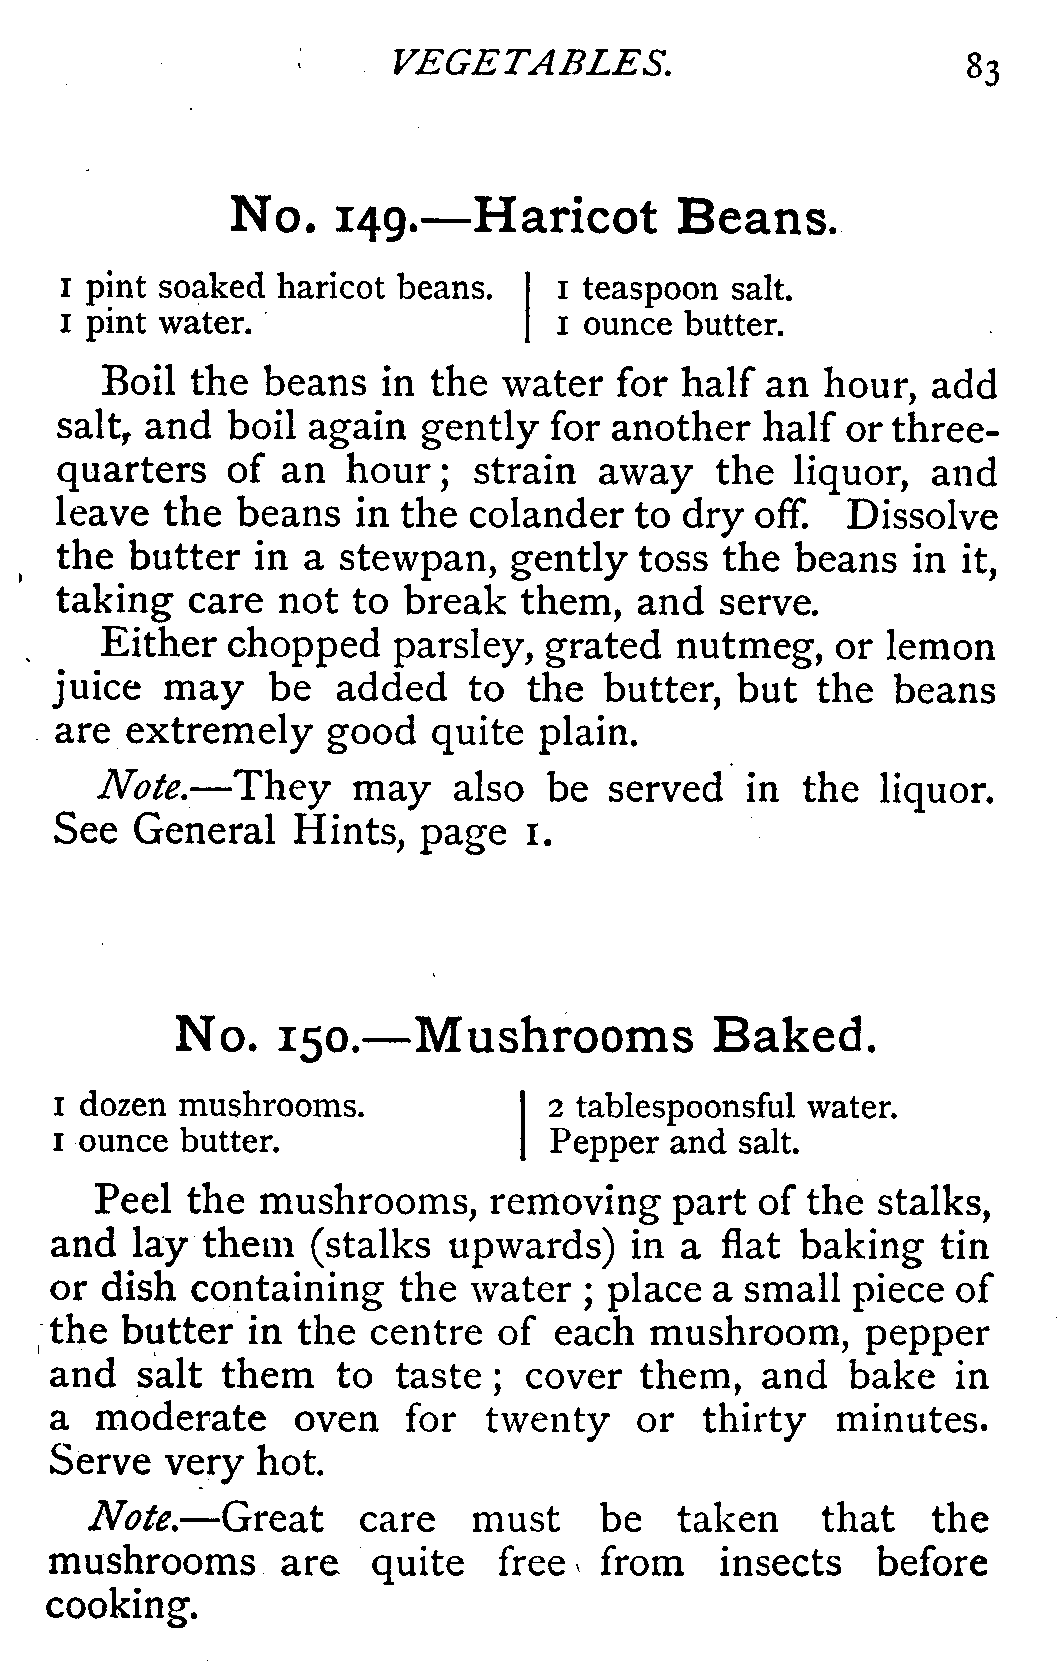 VEGETABLES. 83
No. 149.—Haricot Beans.
1 pint soaked haricot beans. | 1 teaspoon salt.
1 pint water. | 1 ounce butter.
Boil the beans in the water for half an hour, add
salt, and boil again gently for another half or three-
quarters of an hour; strain away the liquor, and
leave the beans in the colander to dry off. Dissolve
the butter in a stewpan, gently toss the beans in it,
taking care not to break them, and serve.
Either chopped parsley, grated nutmeg, or lemon
juice may be added to the butter, but the beans
are extremely good quite plain.
Note.—They may also be served in the liquor.
See General Hints, page 1.
No. 150.—Mushrooms Baked.
1 dozen mushrooms. | 2 tablespoonsful water.
1 ounce butter. | Pepper and salt.
Peel the mushrooms, removing part of the stalks,
and lay them (stalks upwards) in a flat baking tin
or dish containing the water; place a small piece of
the butter in the centre of each mushroom, pepper
and salt them to taste; cover them, and bake in
a moderate oven for twenty or thirty minutes.
Serve very hot.
Note.—Great care must be taken that the
mushrooms are quite free from insects before
cooking.